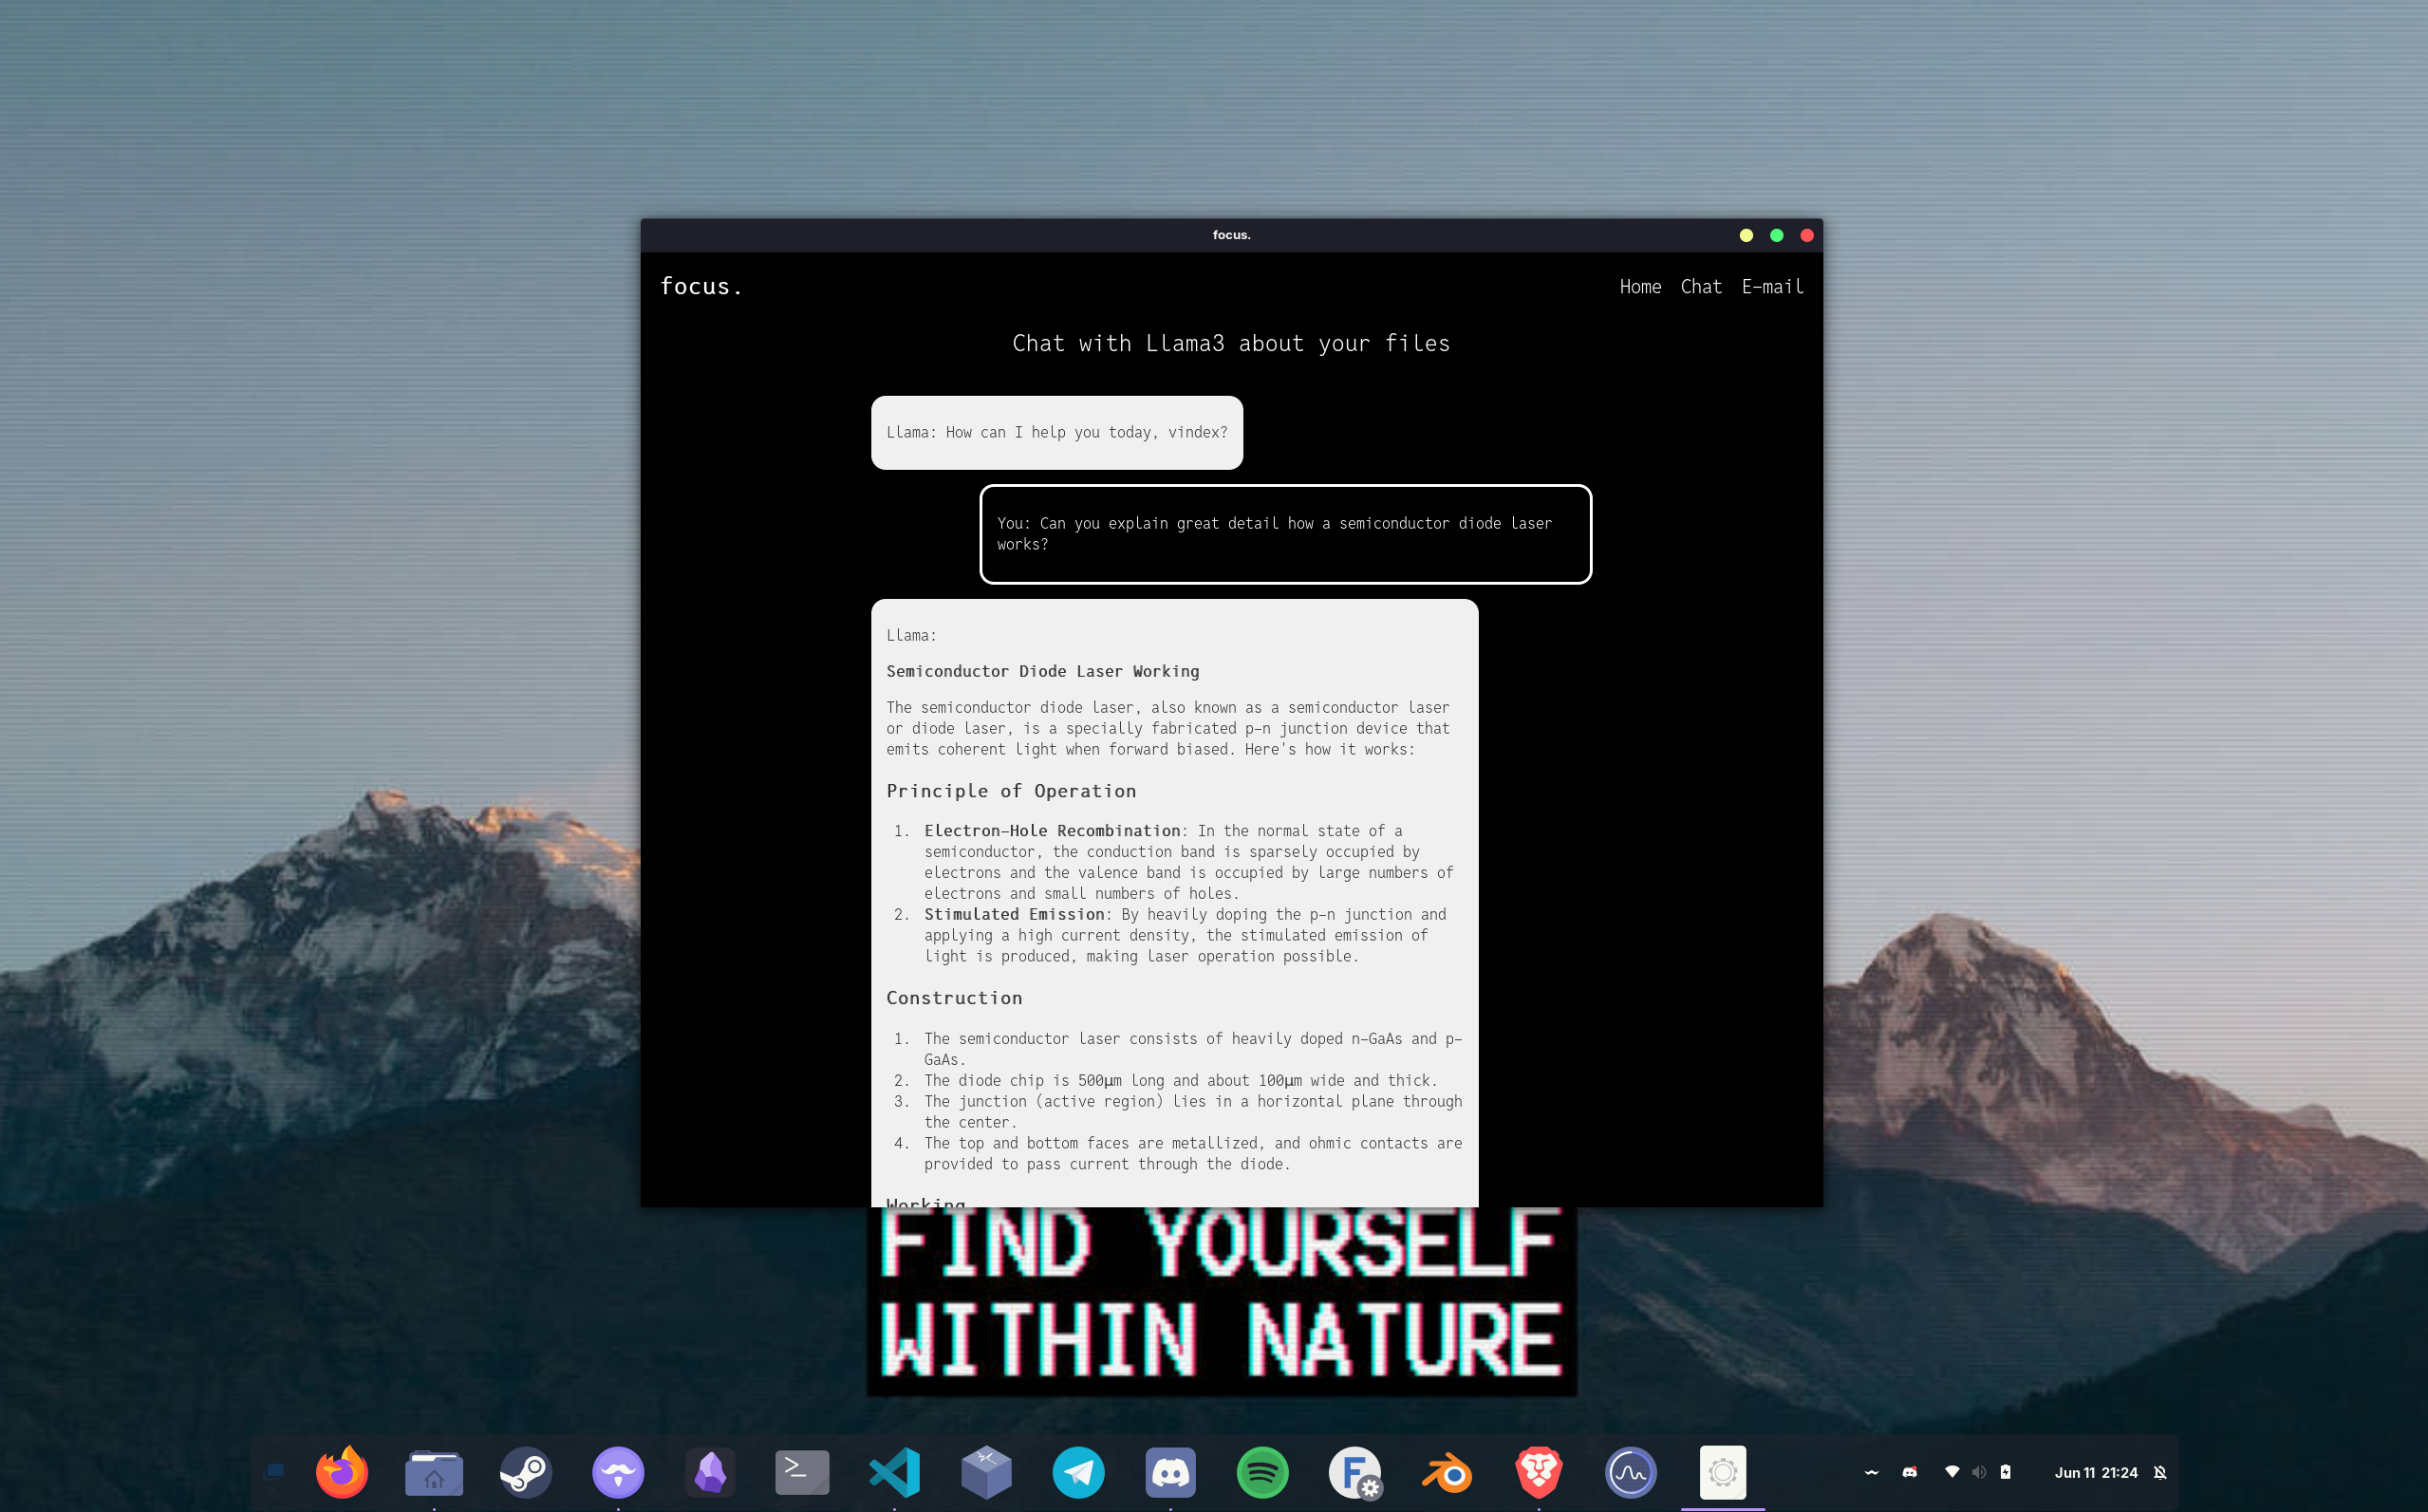 focus.
focus.
Home Chat E-mail
Chat with Llama3 about your files
Llama: How can I help you today, vindex?
You: Can you explain great detail how a semiconductor diode laser
works?
Llama:
Semiconductor Diode Laser Working
The semiconductor diode laser, also known as a semiconductor laser
or diode laser, is a specially fabricated p-n junction device that
emits coherent light when forward biased. Here's how it works:
Principle of Operation
1. Electron-Hole Recombination: In the normal state of a
semiconductor, the conduction band is sparsely occupied by
electrons and the valence band is occupied by large numbers of
electrons and small numbers of holes.
2. Stimulated Emission: By heavily doping the p-n junction and
applying a high current density, the stimulated emission of
light is produced, making laser operation possible.
Construction
1. The semiconductor laser consists of heavily doped n-GaAs and p-
GaAs.
2. The diode chip is 500μm long and about 100μm wide and thick.
3. The junction (active region) lies in a horizontal plane through
the center.
4. The top and bottom faces are metallized, and ohmic contacts are
provided to pass current through the diode.
Working
FIND YOURSELF
WITHIN NATURE
Jun 11 21:24